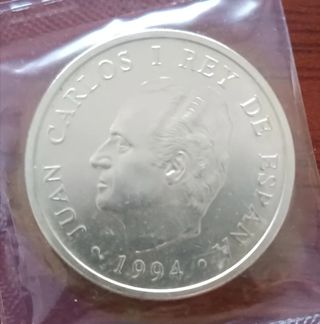 JUAN CARLOS I REY DE ESPAÑA
1994